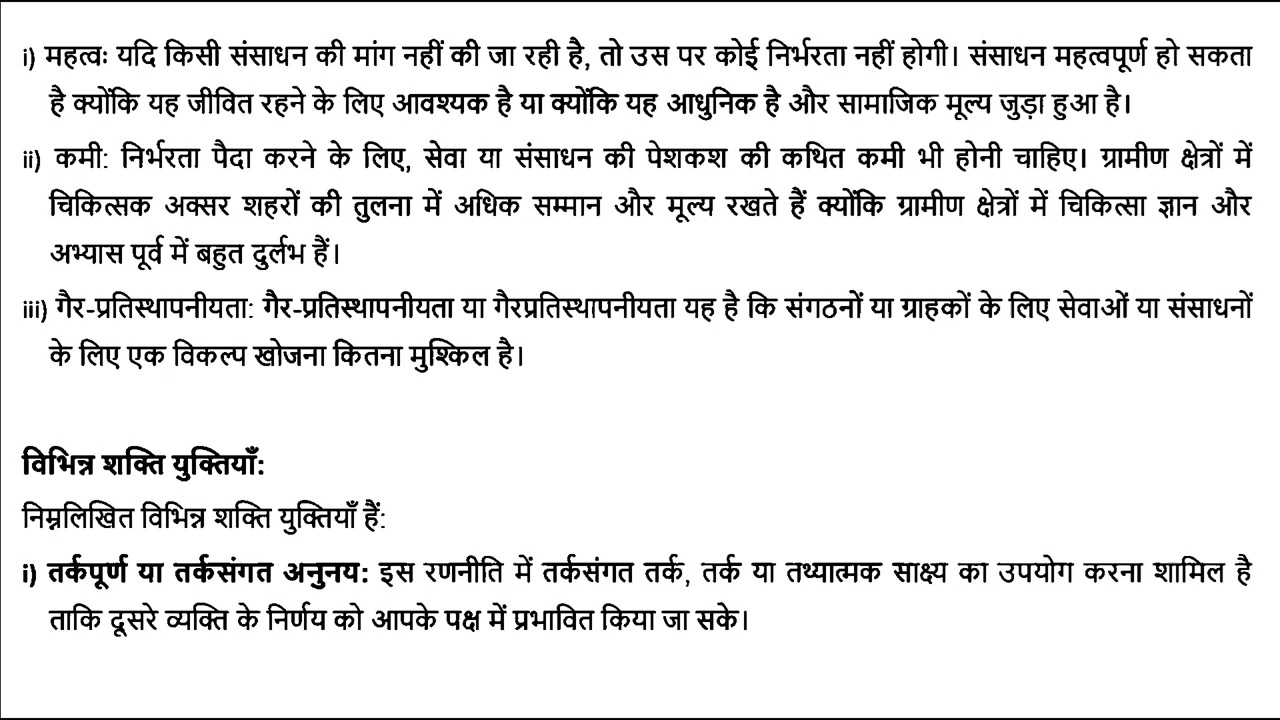 i) महत्वः यदि किसी संसाधन की मांग नहीं की जा रही है, तो उस पर कोई निर्भरता नहीं होगी। संसाधन महत्वपूर्ण हो सकता
है क्योंकि यह जीवित रहने के लिए आवश्यक है या क्योंकि यह आधुनिक है और सामाजिक मूल्य जुड़ा हुआ है।
ii) कमी: निर्भरता पैदा करने के लिए, सेवा या संसाधन की पेशकश की कथित कमी भी होनी चाहिए। ग्रामीण क्षेत्रों में
चिकित्सक अक्सर शहरों की तुलना में अधिक सम्मान और मूल्य रखते हैं क्योंकि ग्रामीण क्षेत्रों में चिकित्सा ज्ञान और
अभ्यास पूर्व में बहुत दुर्लभ हैं।
iii) गैर-प्रतिस्थापनीयता: गैर-प्रतिस्थापनीयता या गैरप्रतिस्थापनीयता यह है कि संगठनों या ग्राहकों के लिए सेवाओं या संसाधनों
के लिए एक विकल्प खोजना कितना मुश्किल है।
विभिन्न शक्ति युक्तियाँ:
निम्नलिखित विभिन्न शक्ति युक्तियाँ हैं:
i) तर्कपूर्ण या तर्कसंगत अनुनय: इस रणनीति में तर्कसंगत तर्क, तर्क या तथ्यात्मक साक्ष्य का उपयोग करना शामिल है
ताकि दूसरे व्यक्ति के निर्णय को आपके पक्ष में प्रभावित किया जा सके।